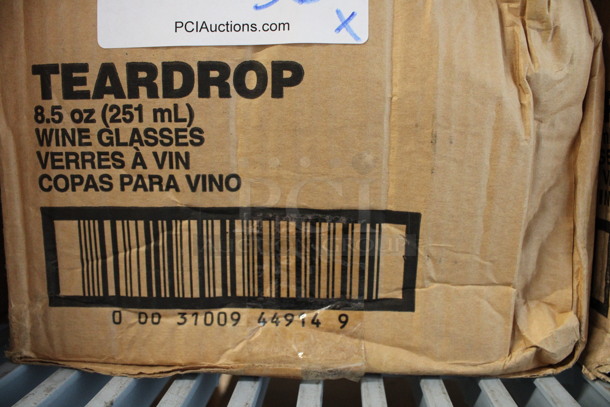 PCIAuctions.com
X
TEARDROP
8.5 oz (251 mL)
WINE GLASSES
VERRES À VIN
COPAS PARA VINO
PCI
0 00 31009 44914 9